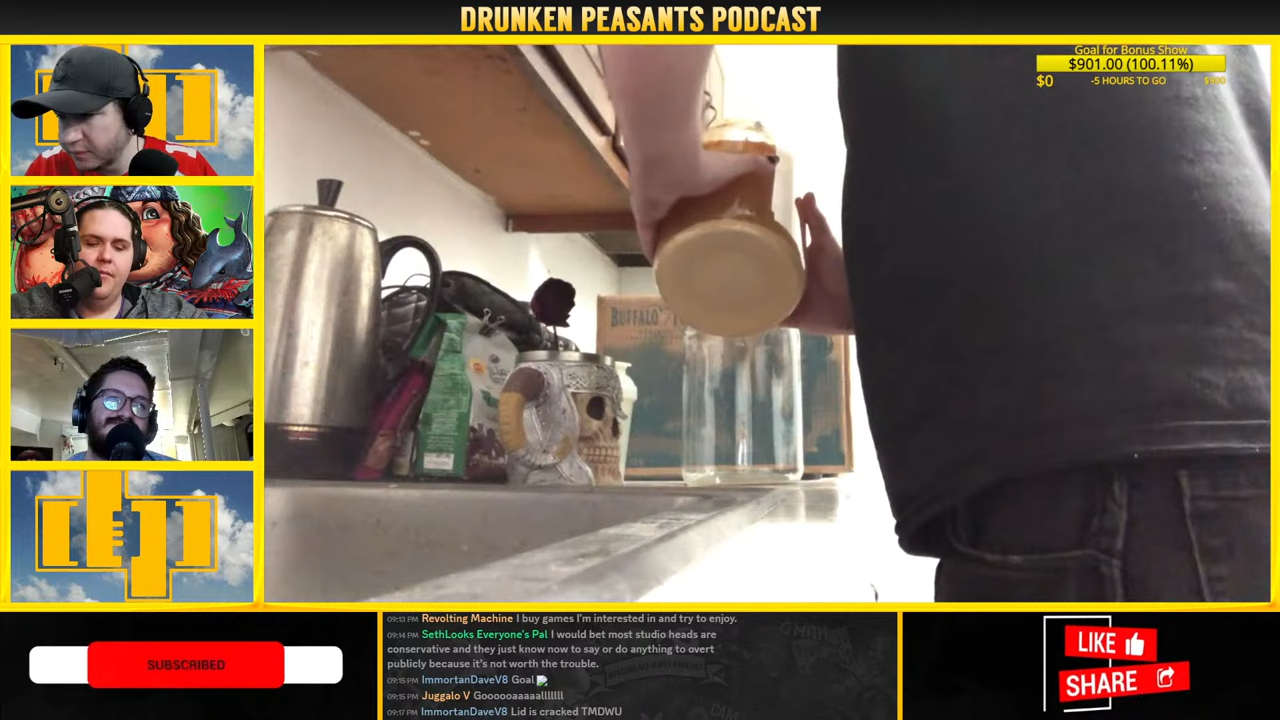 DRUNKEN PEASANTS PODCAST
Goal for Bonus Show
$901.00 (100.11%)
$0
-5 HOURS TO GO
BUFFALO
SUBSCRIBED
09:13 PM Revolting Machine I buy games I'm interested in and try to enjoy.
09:14 PM SethLooks Everyone's Pal I would bet most studio heads are
conservative and they just know now to say or do anything to overt
publicly because it's not worth the trouble.
09:15 PM ImmortanDaveV8 Goal
09:15 PM Juggalo V Goooooaaaaalllllll
09:17 PM ImmortanDaveV8 Lid is cracked TMDWU
LIKE
SHARE